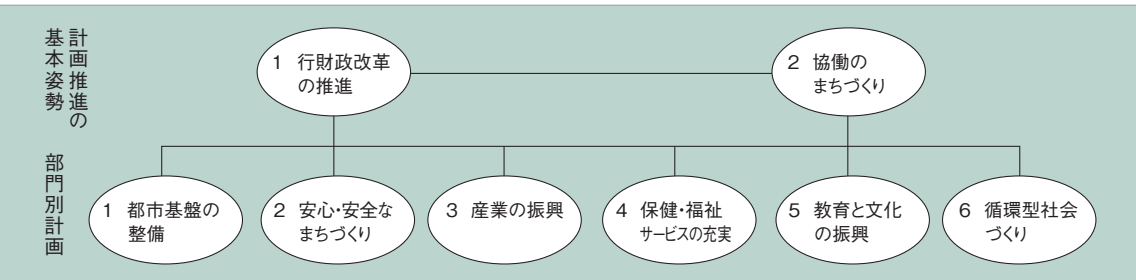 計画推進の
基本姿勢
1 行財政改革
の推進
2 協働の
まちづくり
部門別計画
1 都市基盤の
整備
2 安心・安全な
まちづくり
3 産業の振興
4 保健・福祉
サービスの充実
5 教育と文化
の振興
6 循環型社会
づくり